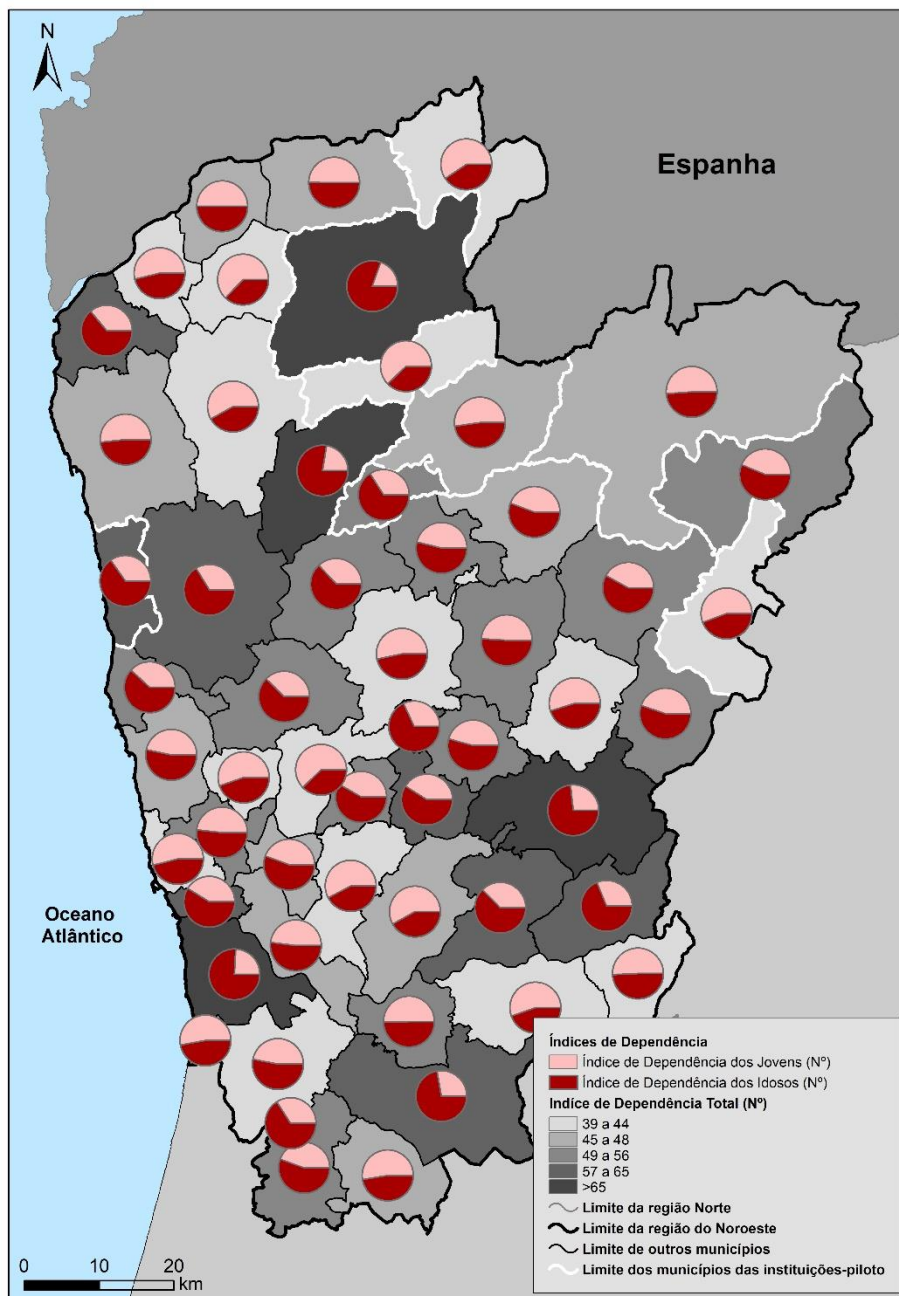 N
Espanha
Oceano
Atlântico
Índices de Dependência
Índice de Dependência dos Jovens (Nº)
Índice de Dependência dos Idosos (Nº)
Indíce de Dependência Total (Nº)
39 a 44
45 a 48
49 a 56
57 a 65
>65
Limite da região Norte
Limite da região do Noroeste
Limite de outros municípios
Limite dos municípios das instituições-piloto
0 10 20
km